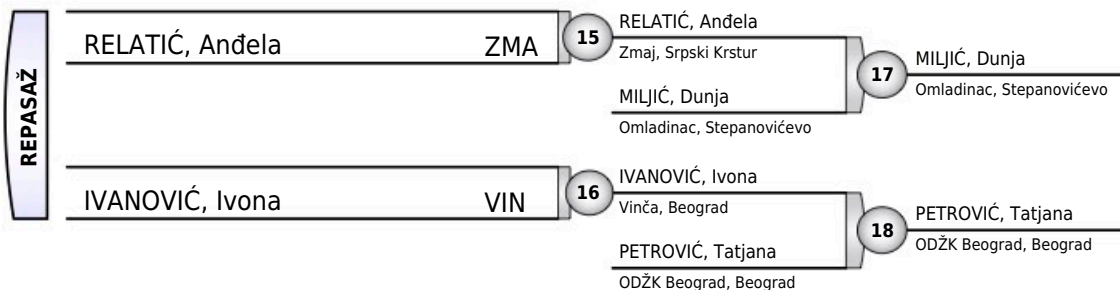 REPASAŽ
RELATIĆ, Anđela ZMA
15
RELATIĆ, Anđela
Zmaj, Srpski Krstur
MILJIĆ, Dunja
Omladinac, Stepanovićevo
17
MILJIĆ, Dunja
Omladinac, Stepanovićevo
IVANOVIĆ, Ivona VIN
16
IVANOVIĆ, Ivona
Vinča, Beograd
PETROVIĆ, Tatjana
ODŽK Beograd, Beograd
18
PETROVIĆ, Tatjana
ODŽK Beograd, Beograd